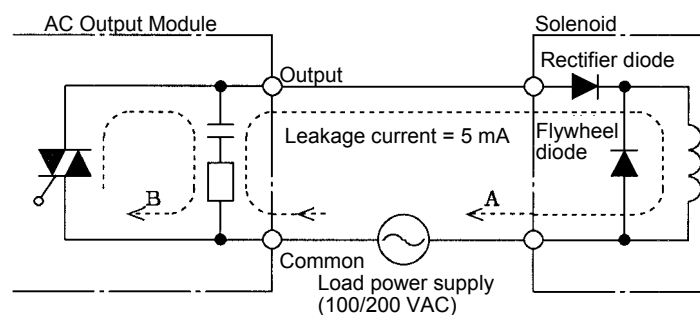 AC Output Module
Solenoid
Output
Rectifier diode
Leakage current = 5 mA
Flywheel
diode
B
A
Common
Load power supply
(100/200 VAC)